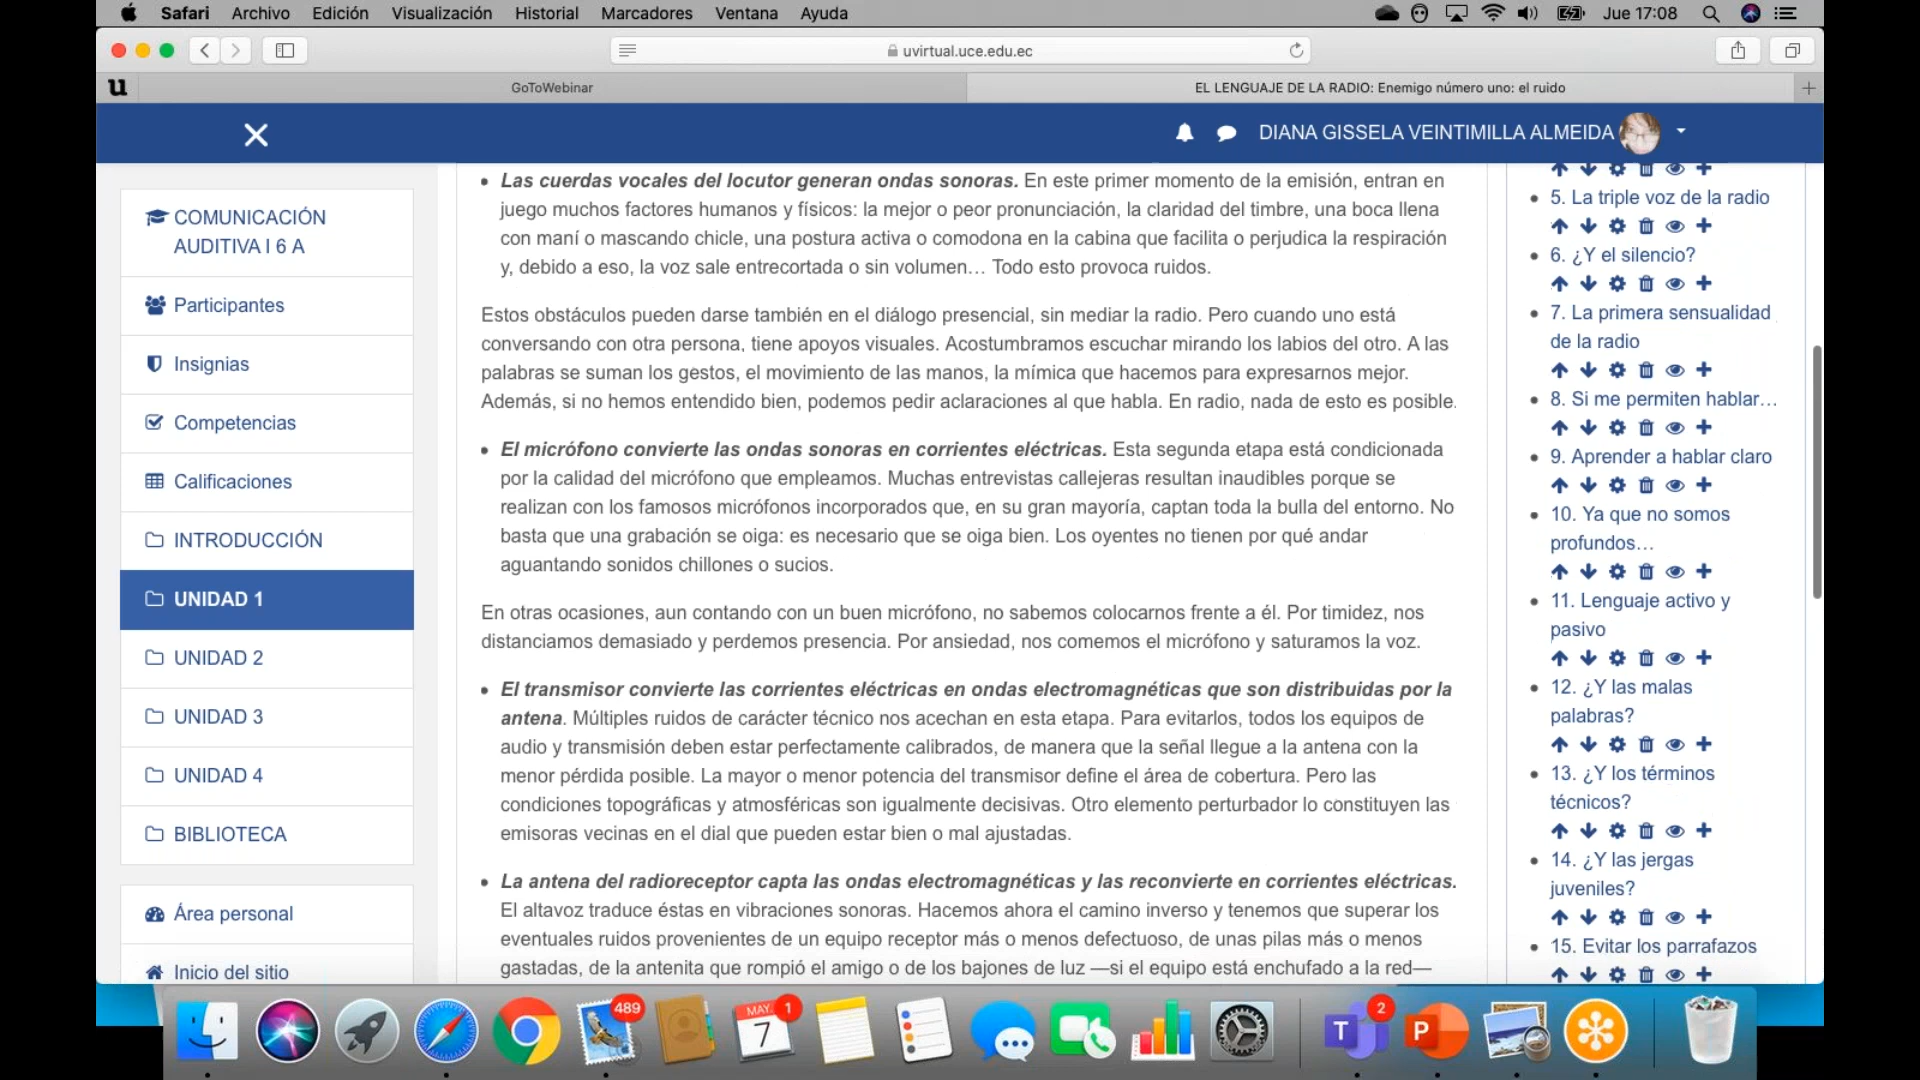 Safari Archivo Edición Visualización Historial Marcadores Ventana Ayuda Jue 17:08
uvirtual.uce.edu.ec
u GoToWebinar EL LENGUAJE DE LA RADIO: Enemigo número uno: el ruido
DIANA GISSELA VEINTIMILLA ALMEIDA
COMUNICACIÓN
AUDITIVA I 6 A
Participantes
Insignias
Competencias
Calificaciones
INTRODUCCIÓN
UNIDAD 1
UNIDAD 2
UNIDAD 3
UNIDAD 4
BIBLIOTECA
Área personal
Inicio del sitio
• Las cuerdas vocales del locutor generan ondas sonoras. En este primer momento de la emisión, entran en
juego muchos factores humanos y físicos: la mejor o peor pronunciación, la claridad del timbre, una boca llena
con maní o mascando chicle, una postura activa o comodona en la cabina que facilita o perjudica la respiración
y, debido a eso, la voz sale entrecortada o sin volumen… Todo esto provoca ruidos.
Estos obstáculos pueden darse también en el diálogo presencial, sin mediar la radio. Pero cuando uno está
conversando con otra persona, tiene apoyos visuales. Acostumbramos escuchar mirando los labios del otro. A las
palabras se suman los gestos, el movimiento de las manos, la mímica que hacemos para expresarnos mejor.
Además, si no hemos entendido bien, podemos pedir aclaraciones al que habla. En radio, nada de esto es posible.
• El micrófono convierte las ondas sonoras en corrientes eléctricas. Esta segunda etapa está condicionada
por la calidad del micrófono que empleamos. Muchas entrevistas callejeras resultan inaudibles porque se
realizan con los famosos micrófonos incorporados que, en su gran mayoría, captan toda la bulla del entorno. No
basta que una grabación se oiga: es necesario que se oiga bien. Los oyentes no tienen por qué andar
aguantando sonidos chillones o sucios.
En otras ocasiones, aun contando con un buen micrófono, no sabemos colocarnos frente a él. Por timidez, nos
distanciamos demasiado y perdemos presencia. Por ansiedad, nos comemos el micrófono y saturamos la voz.
• El transmisor convierte las corrientes eléctricas en ondas electromagnéticas que son distribuidas por la
antena. Múltiples ruidos de carácter técnico nos acechan en esta etapa. Para evitarlos, todos los equipos de
audio y transmisión deben estar perfectamente calibrados, de manera que la señal llegue a la antena con la
menor pérdida posible. La mayor o menor potencia del transmisor define el área de cobertura. Pero las
condiciones topográficas y atmosféricas son igualmente decisivas. Otro elemento perturbador lo constituyen las
emisoras vecinas en el dial que pueden estar bien o mal ajustadas.
• La antena del radioreceptor capta las ondas electromagnéticas y las reconvierte en corrientes eléctricas.
El altavoz traduce éstas en vibraciones sonoras. Hacemos ahora el camino inverso y tenemos que superar los
eventuales ruidos provenientes de un equipo receptor más o menos defectuoso, de unas pilas más o menos
gastadas, de la antenita que rompió el amigo o de los bajones de luz —si el equipo está enchufado a la red—
• 5. La triple voz de la radio
• 6. ¿Y el silencio?
• 7. La primera sensualidad
de la radio
• 8. Si me permiten hablar…
• 9. Aprender a hablar claro
• 10. Ya que no somos
profundos…
• 11. Lenguaje activo y
pasivo
• 12. ¿Y las malas
palabras?
• 13. ¿Y los términos
técnicos?
• 14. ¿Y las jergas
juveniles?
• 15. Evitar los parrafazos
489 MAY. 7 1 T 2 P